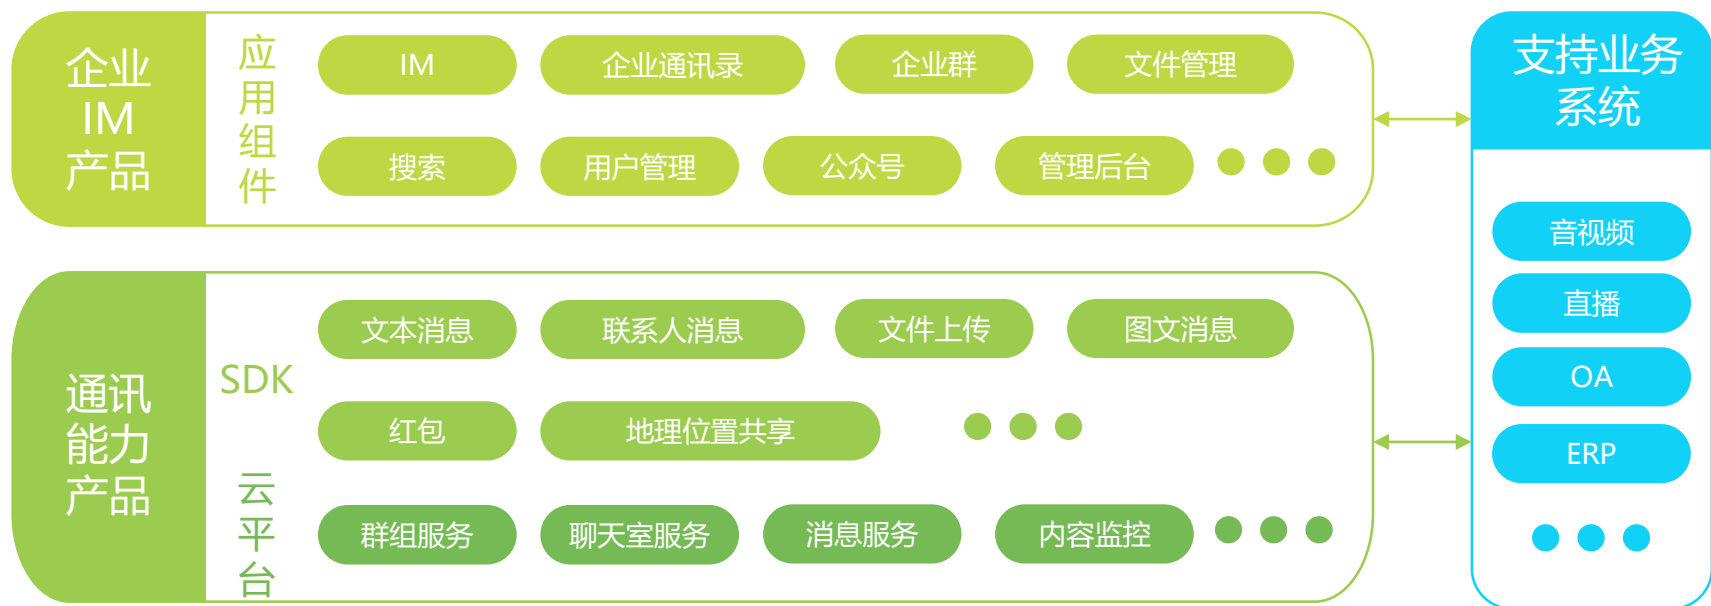 企业
IM
产品
应
用
组
件
IM
企业通讯录
企业群
文件管理
搜索
用户管理
公众号
管理后台
通讯
能力
产品
SDK
文本消息
联系人消息
文件上传
图文消息
红包
地理位置共享
云
平
台
群组服务
聊天室服务
消息服务
内容监控
支持业务
系统
音视频
直播
OA
ERP